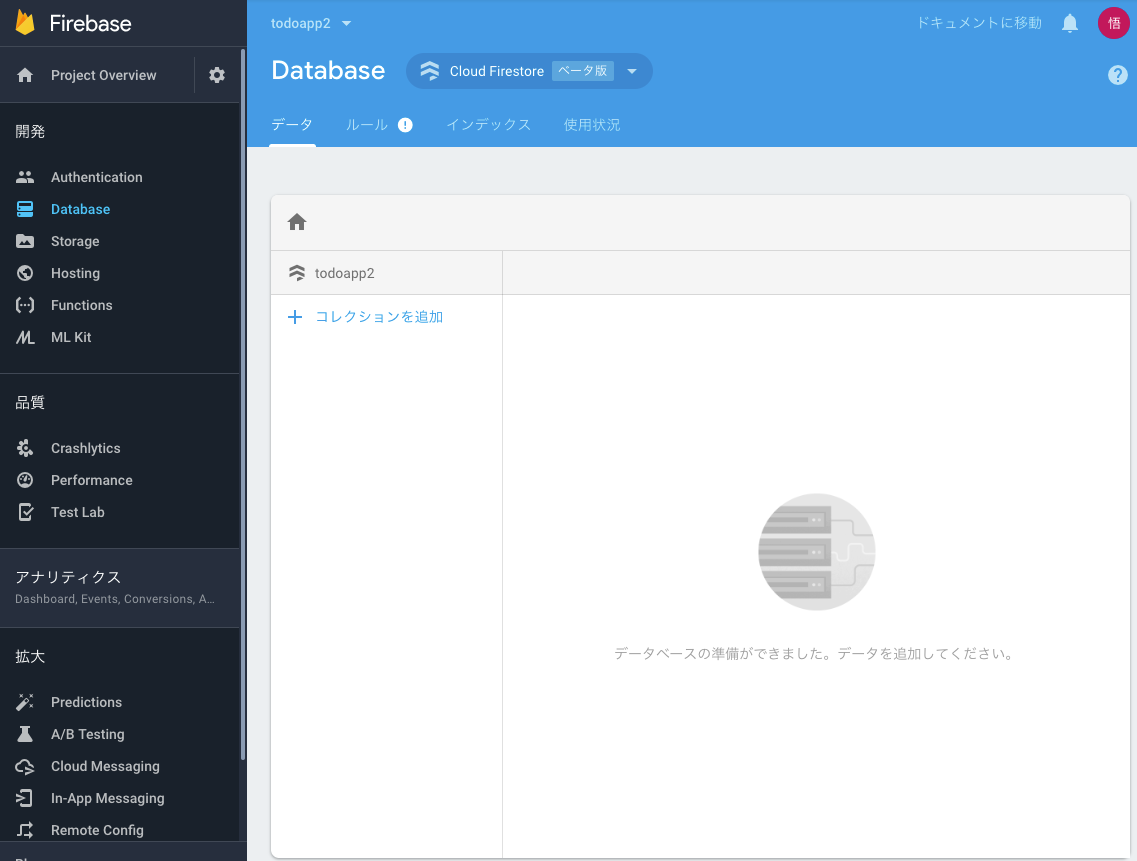 Firebase
Project Overview
開発
Authentication
Database
Storage
Hosting
Functions
ML Kit
品質
Crashlytics
Performance
Test Lab
アナリティクス
Dashboard, Events, Conversions, A...
拡大
Predictions
A/B Testing
Cloud Messaging
In-App Messaging
Remote Config
todoapp2
ドキュメントに移動
悟
Database
Cloud Firestore ベータ版
データ ルール インデックス 使用状況
todoapp2
コレクションを追加
データベースの準備ができました。データを追加してください。